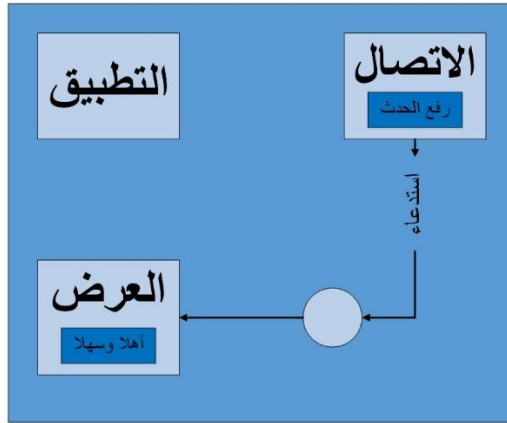 الاتصال
رفع الحدث
التطبيق
استدعاء
العرض
أهلا وسهلا